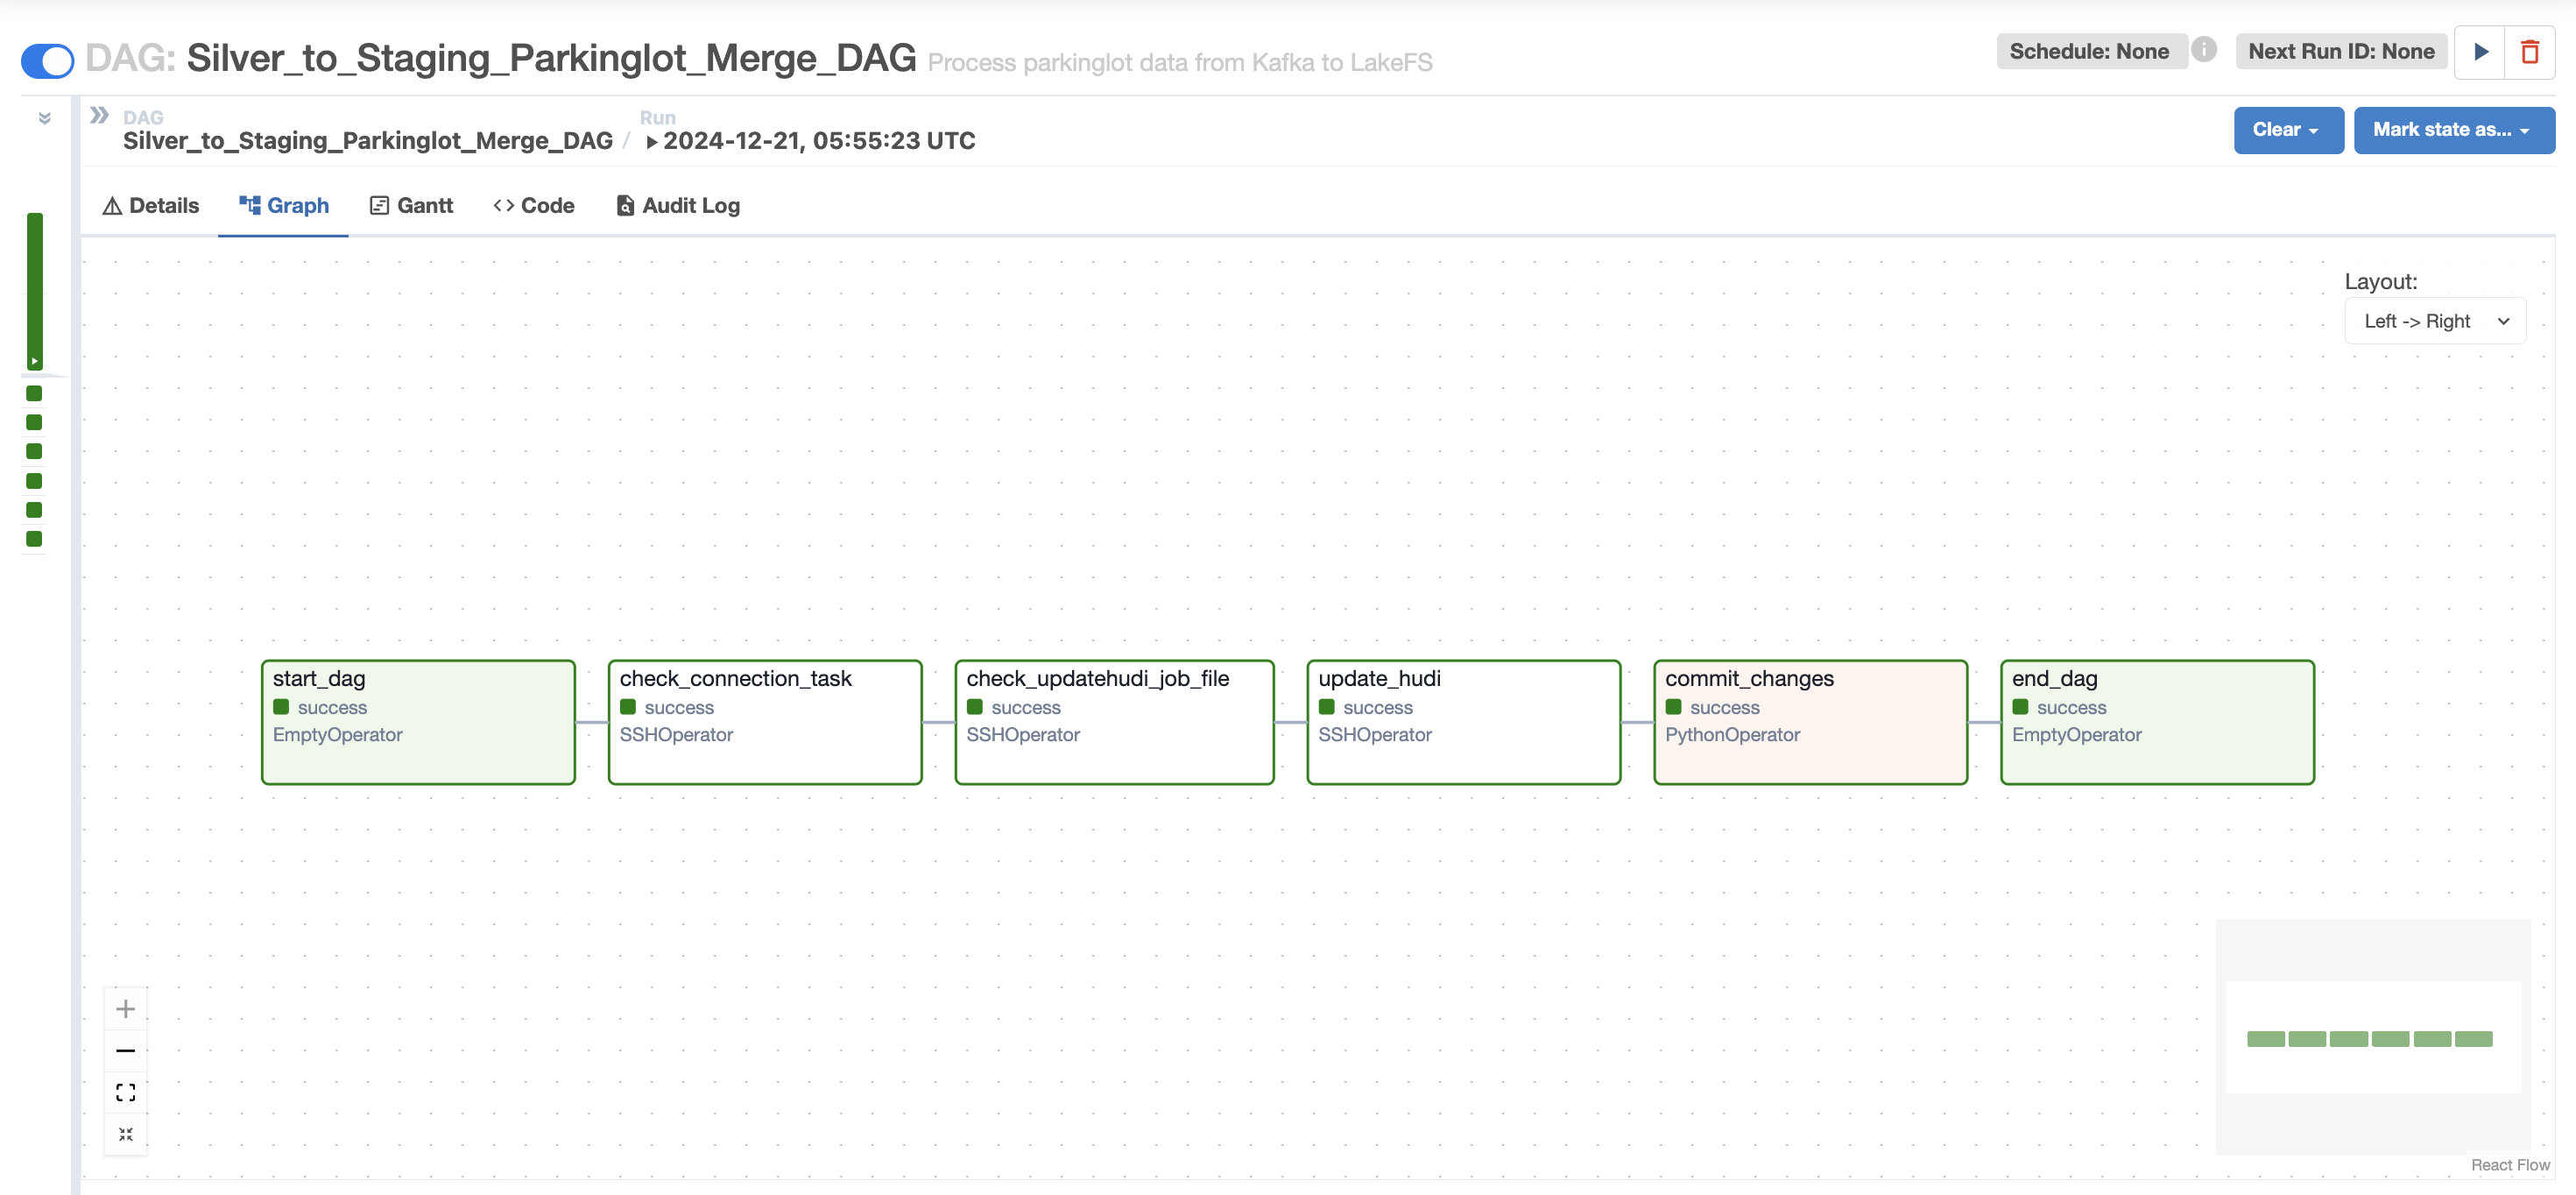 DAG: Silver_to_Staging_Parkinglot_Merge_DAG Process parkinglot data from Kafka to LakeFS
Schedule: None
Next Run ID: None
DAG
Silver_to_Staging_Parkinglot_Merge_DAG /
Run
2024-12-21, 05:55:23 UTC
Clear
Mark state as...
Details
Graph
Gantt
Code
Audit Log
Layout:
Left -> Right
start_dag
success
EmptyOperator
check_connection_task
success
SSHOperator
check_updatehudi_job_file
success
SSHOperator
update_hudi
success
SSHOperator
commit_changes
success
PythonOperator
end_dag
success
EmptyOperator
React Flow